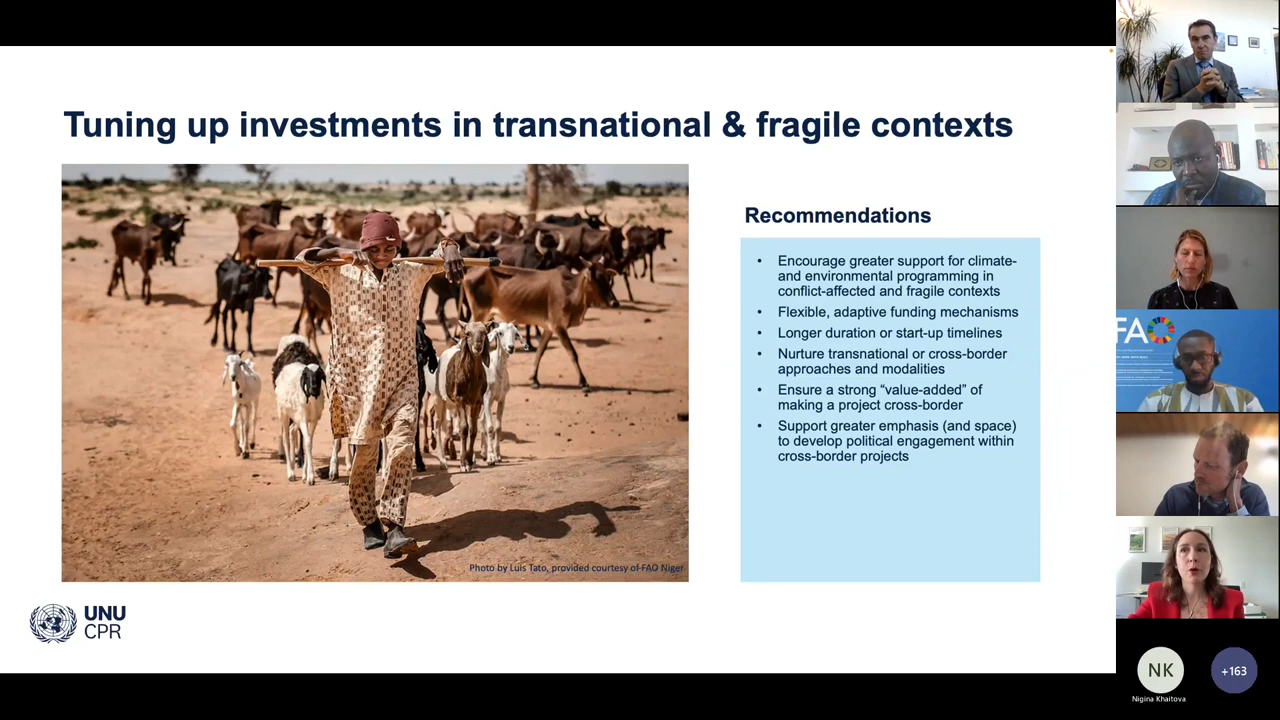 Tuning up investments in transnational & fragile contexts
Recommendations
• Encourage greater support for climate-
and environmental programming in
conflict-affected and fragile contexts
• Flexible, adaptive funding mechanisms
• Longer duration or start-up timelines
• Nurture transnational or cross-border
approaches and modalities
• Ensure a strong “value-added” of
making a project cross-border
• Support greater emphasis (and space)
to develop political engagement within
cross-border projects
Photo by Luis Tato, provided courtesy of FAO Niger
UNU
CPR
FAO
NK
+163
Nigina Khaitova